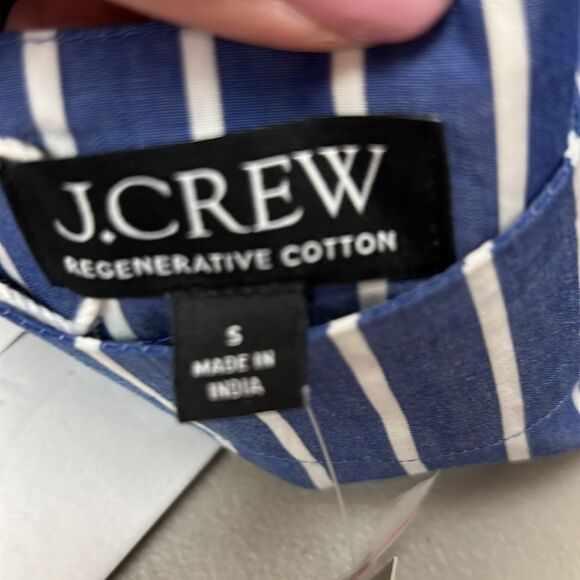 J.CREW
REGENERATIVE COTTON
S
MADE IN
INDIA